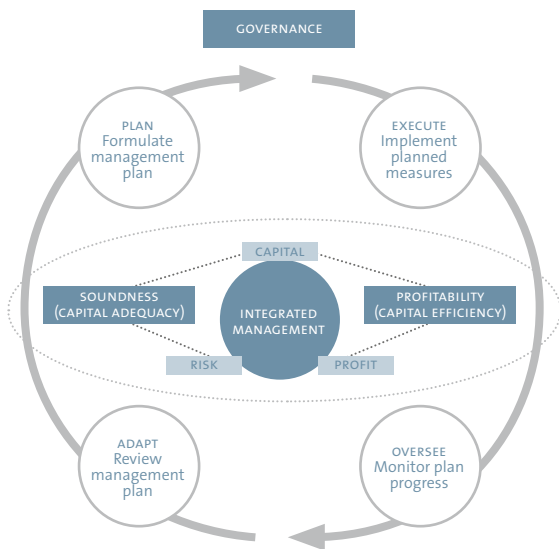 GOVERNANCE
PLAN
Formulate
management
plan
EXECUTE
Implement
planned
measures
CAPITAL
SOUNDNESS
(CAPITAL ADEQUACY)
INTEGRATED
MANAGEMENT
PROFITABILITY
(CAPITAL EFFICIENCY)
RISK
PROFIT
ADAPT
Review
management
plan
OVERSEE
Monitor plan
progress